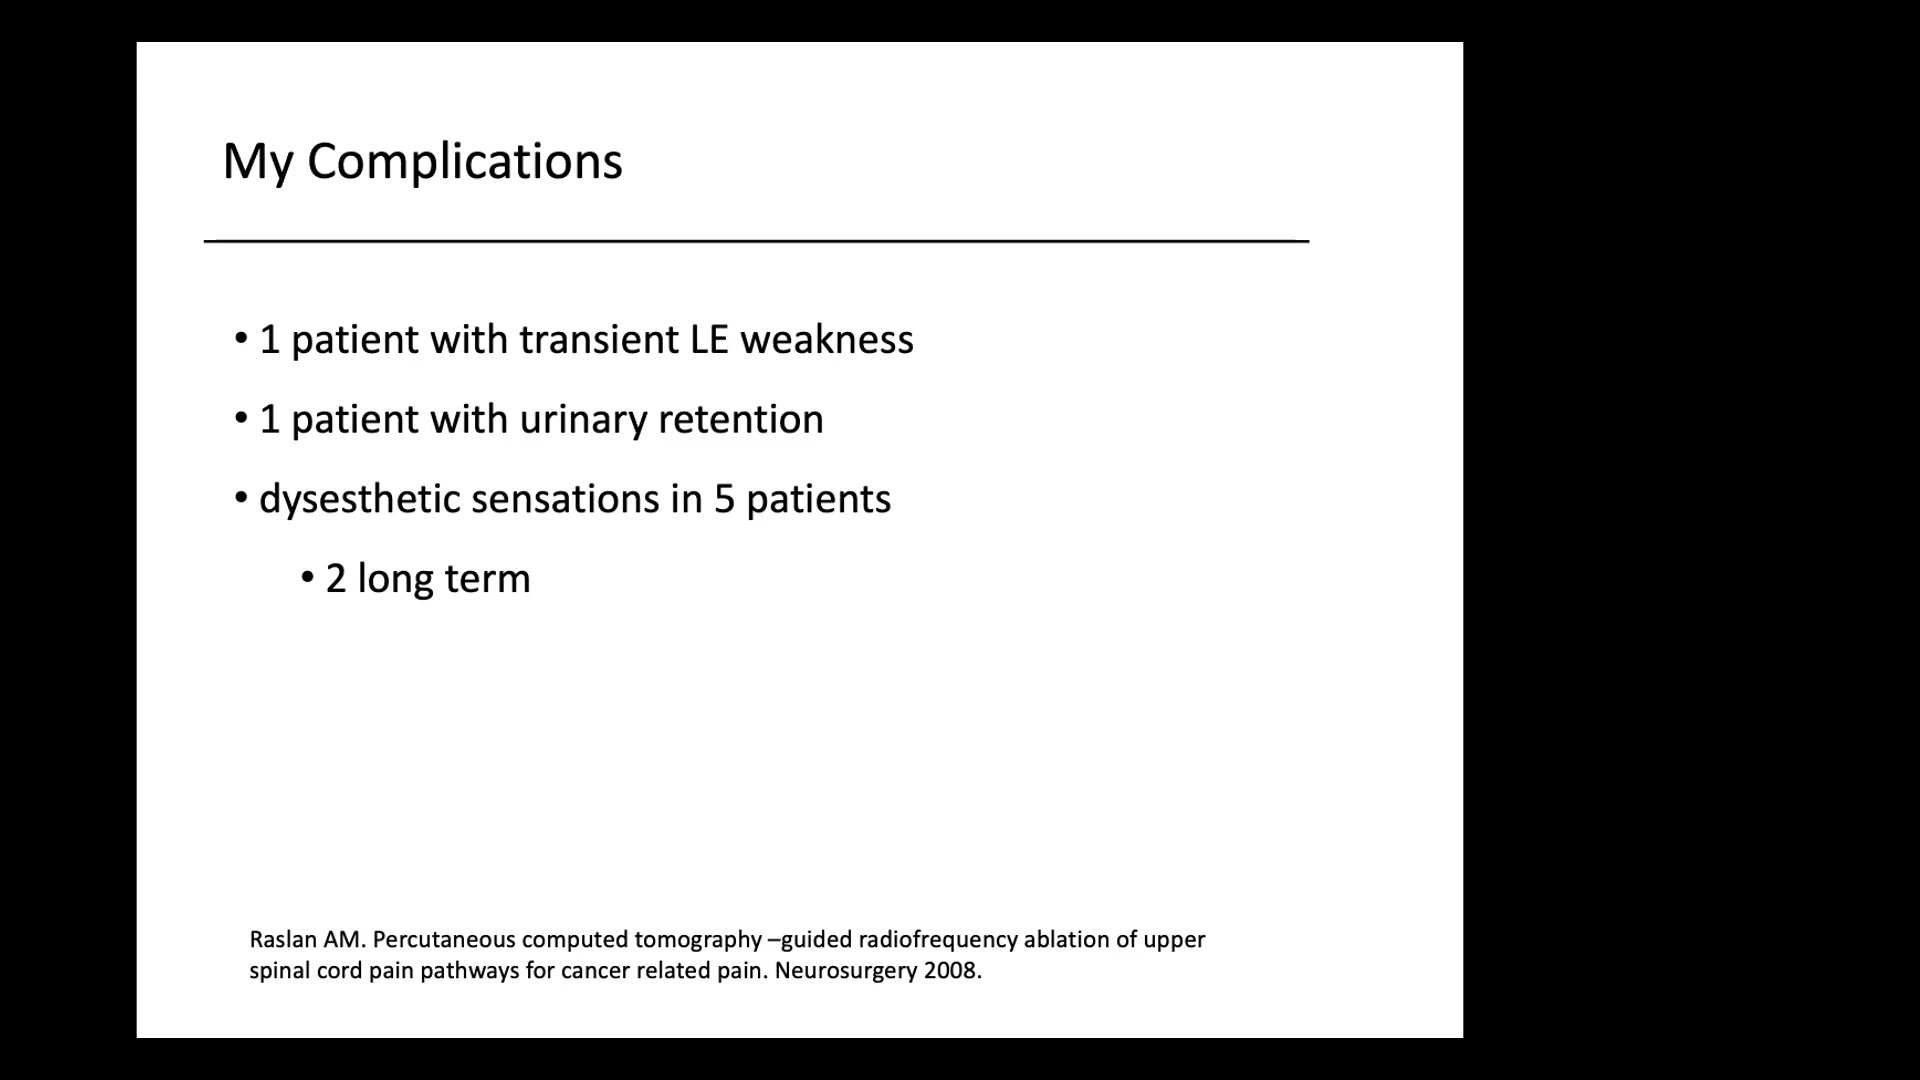 My Complications
• 1 patient with transient LE weakness
• 1 patient with urinary retention
• dysesthetic sensations in 5 patients
• 2 long term
Raslan AM. Percutaneous computed tomography –guided radiofrequency ablation of upper
spinal cord pain pathways for cancer related pain. Neurosurgery 2008.